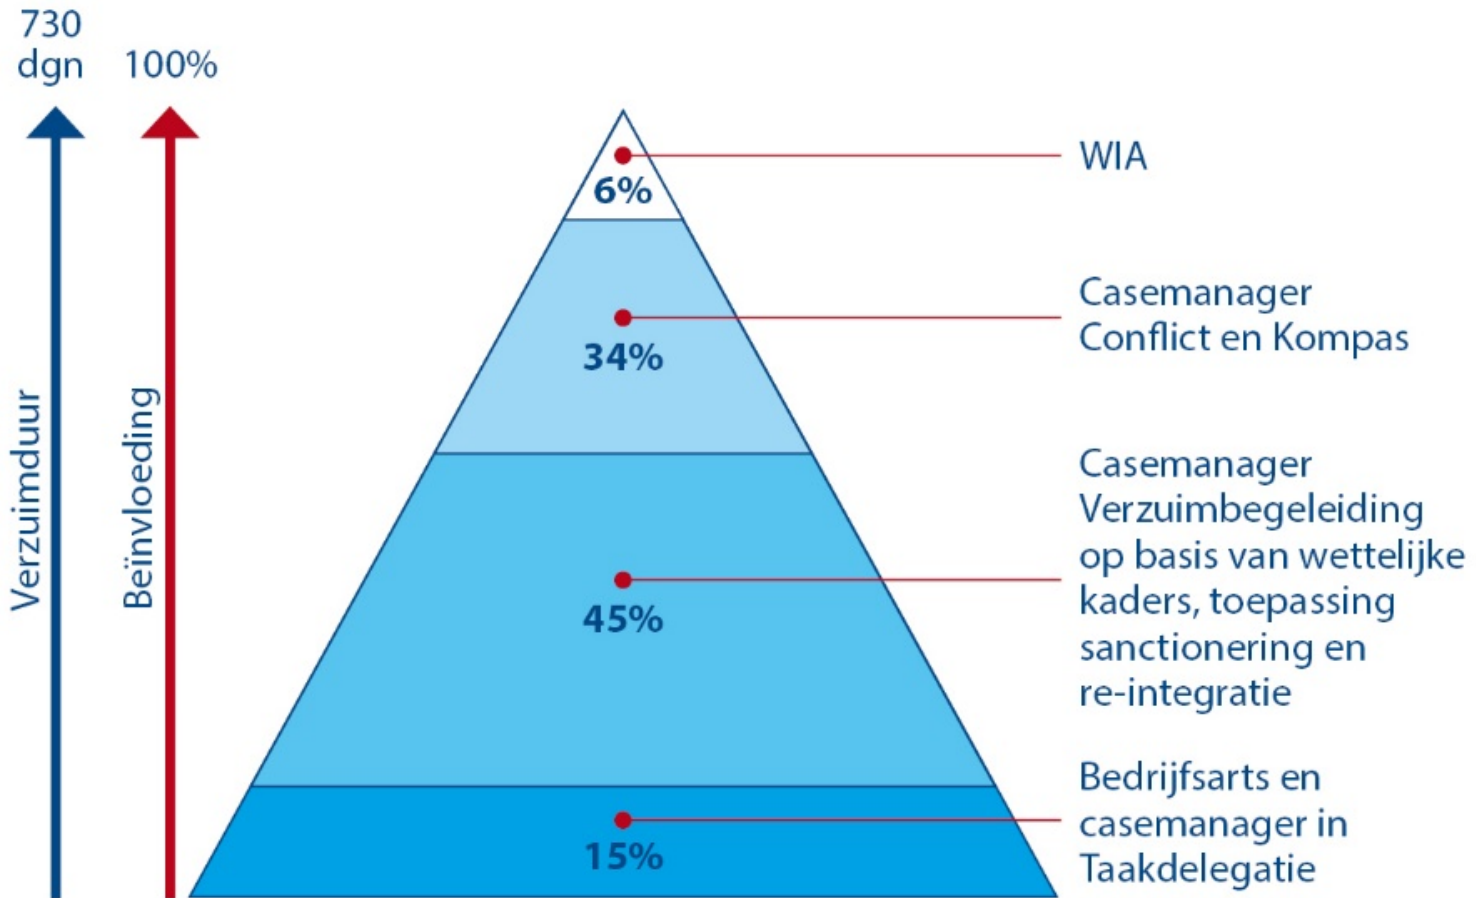 730
dgn
100%
Verzuimduur
Beïnvloeding
6%
WIA
34%
Casemanager
Conflict en Kompas
45%
Casemanager
Verzuimbegeleiding
op basis van wettelijke
kaders, toepassing
sanctionering en
re-integratie
15%
Bedrijfsarts en
casemanager in
Taakdelegatie